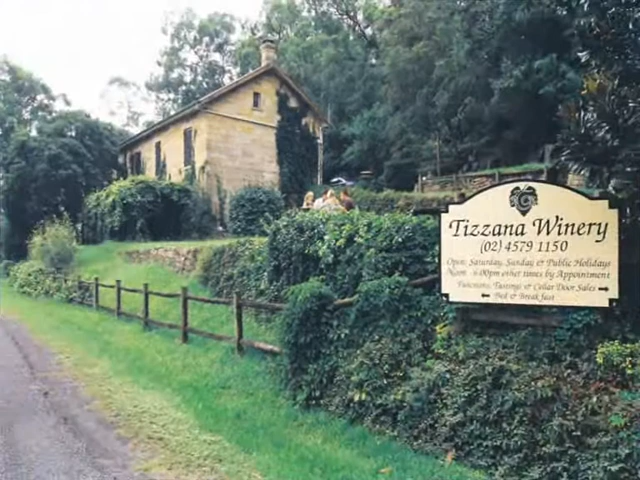 Tizzana Winery
(02) 4579 1150
Open: Saturday, Sunday & Public Holidays
Noon - 6:00pm other times by Appointment
Functions, Tastings & Cellar Door Sales →
← Bed & Breakfast